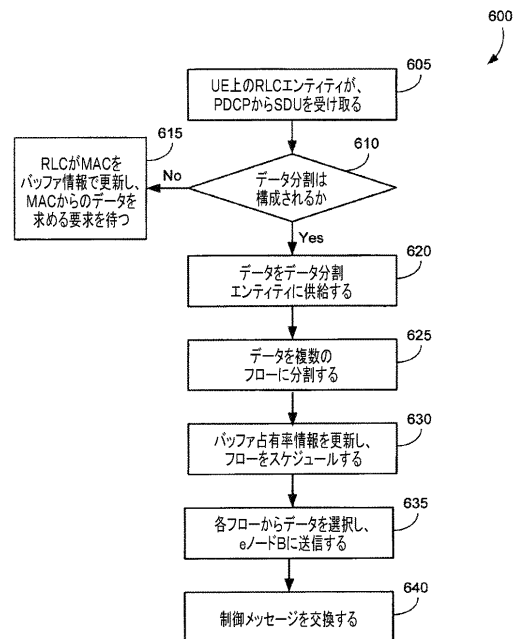 600
605
UE上のRLCエンティティが、
PDCPからSDUを受け取る
615
610
RLCがMACを
バッファ情報で更新し、
MACからのデータを
求める要求を待つ
No
データ分割は
構成されるか
Yes
620
データをデータ分割
エンティティに供給する
625
データを複数の
フローに分割する
630
バッファ占有率情報を更新し、
フローをスケジュールする
635
各フローからデータを選択し、
eノードBに送信する
640
制御メッセージを交換する